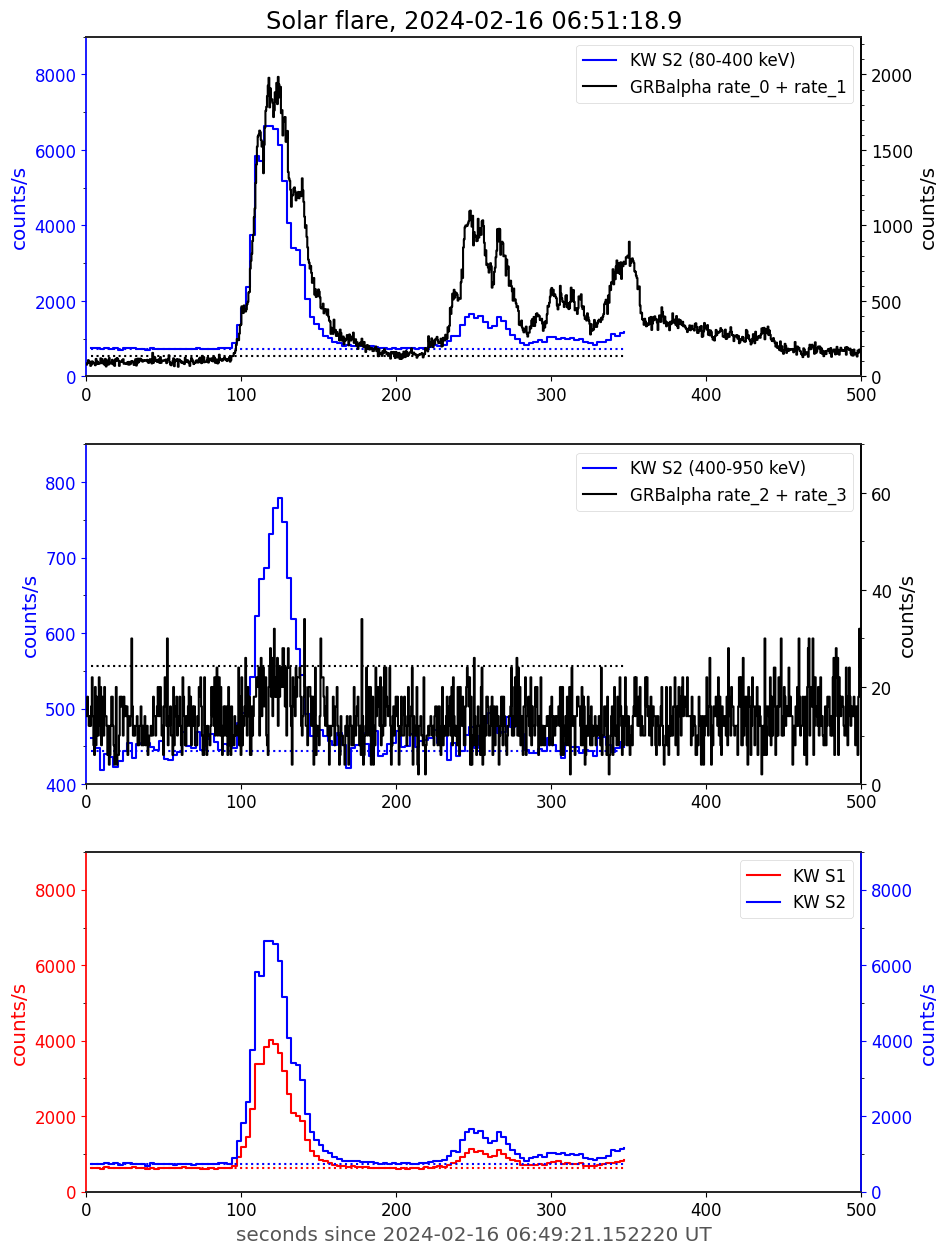 Solar flare, 2024-02-16 06:51:18.9
KW S2 (80-400 keV)
GRBalpha rate_0 + rate_1
counts/s
8000
6000
4000
2000
0
2000
1500
1000
500
0
counts/s
0 100 200 300 400 500
KW S2 (400-950 keV)
GRBalpha rate_2 + rate_3
counts/s
800
700
600
500
400
60
40
20
0
counts/s
0 100 200 300 400 500
KW S1
KW S2
counts/s
8000
6000
4000
2000
0
8000
6000
4000
2000
0
counts/s
0 100 200 300 400 500
seconds since 2024-02-16 06:49:21.152220 UT